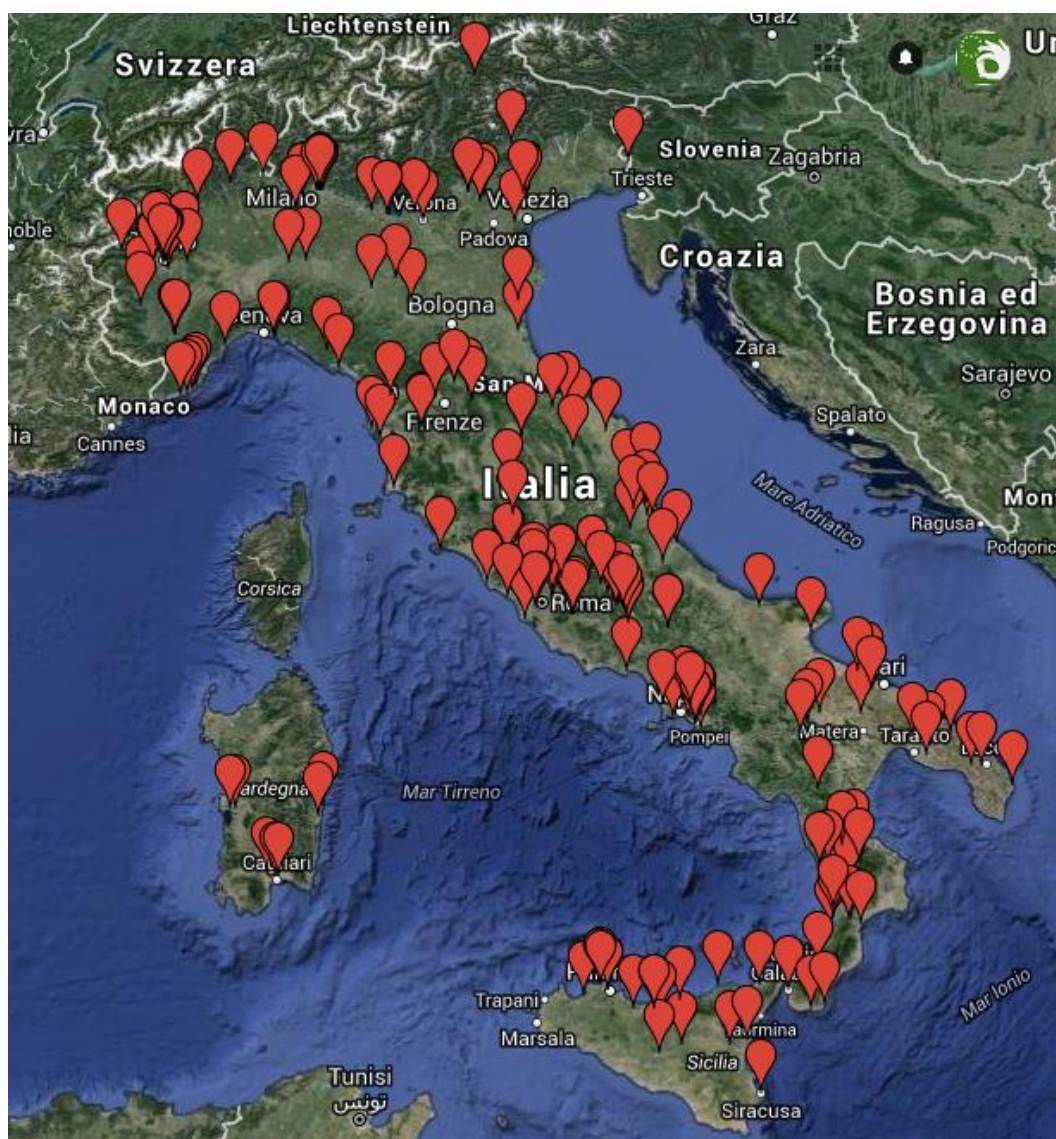 Liechtenstein
Graz
Svizzera
Slovenia
Zagabria
Trieste
Milano
Verona
Venezia
Padova
Croazia
Bologna
Bosnia ed
Erzegovina
Zara
Sarajevo
Monaco
Firenze
Cannes
Spalato
Italia
Mare Adriatico
Ragusa
Podgoric
Corsica
Roma
Matera
Pompei
Mar Tirreno
Cagliari
Trapani
Marsala
Mar Ionio
Sicilia
Tunisi
تونس
Siracusa